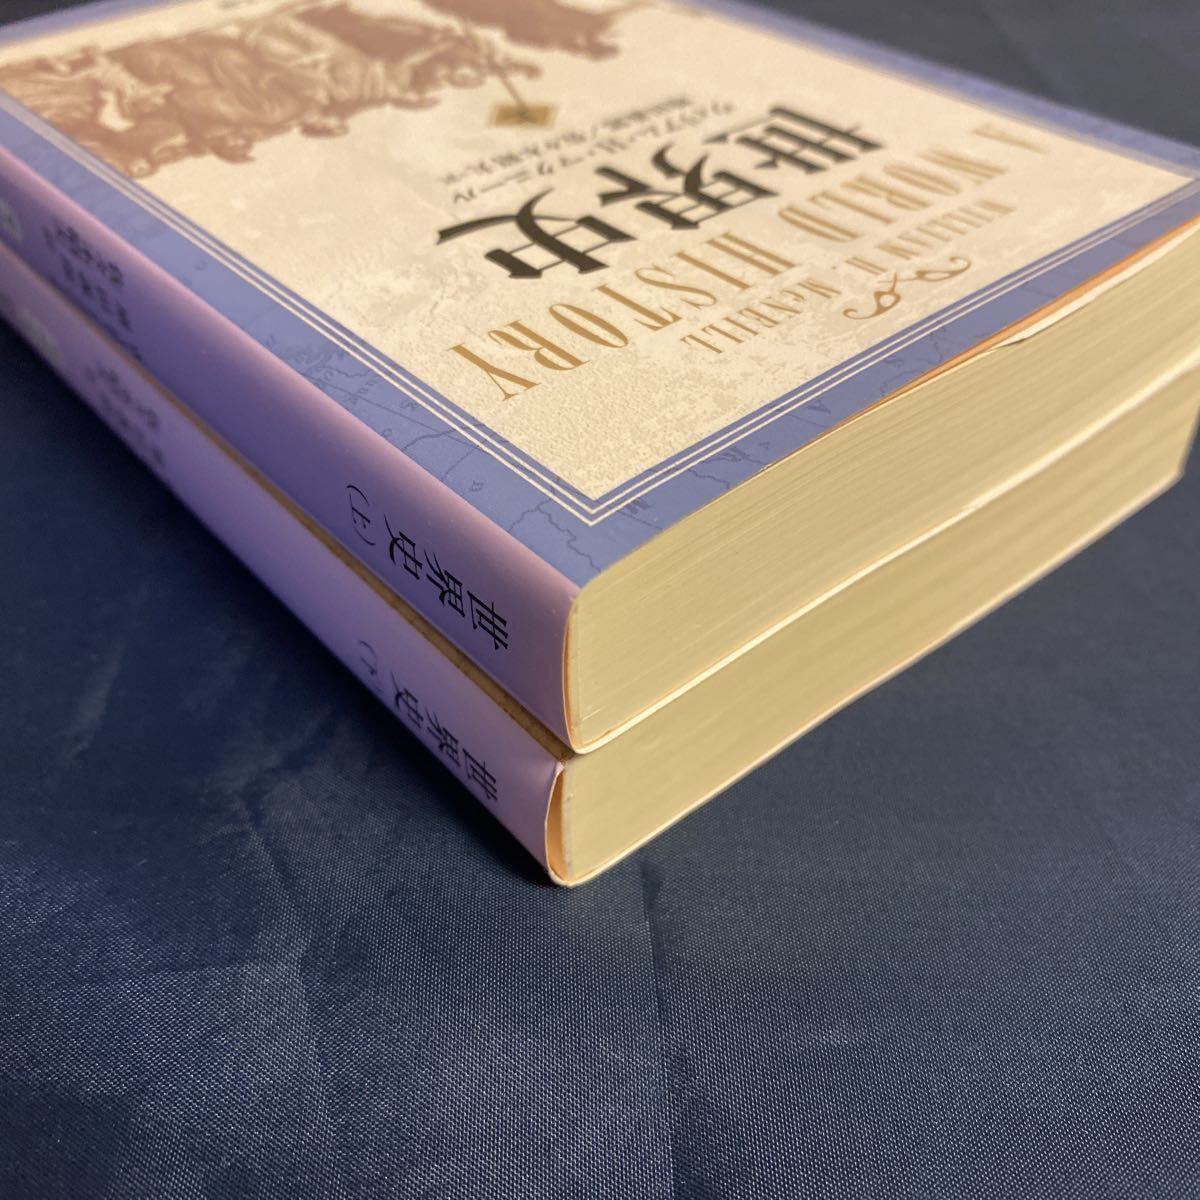 WILLIAM H. McNEILL
A WORLD HISTORY
世界史
上
ウィリアム・H・マクニール
増田義郎/佐々木昭夫 訳
世界史(上)
世界史(下)